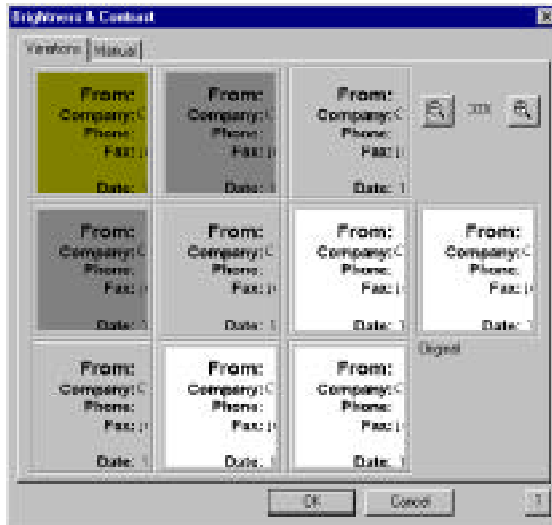 Brightness & Contrast
Variations Manual
From: From: From:
Company: C Company: C Company: C
Phone: Phone: Phone:
Fax: Fax: Fax:
Date: Date: Date: 1
From: From: From: From:
Company: C Company: C Company: C Company: C
Phone: Phone: Phone: Phone:
Fax: Fax: Fax: Fax:
Date: Date: Date: Date:
Original
From: From: From:
Company: C Company: C Company: C
Phone: Phone: Phone:
Fax: Fax: Fax:
Date: Date: Date:
OK Cancel ?